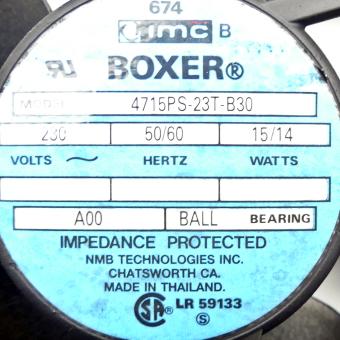 674
nmc B
BOXER®
MODEL 4715PS-23T-B30
230 50/60 15/14
VOLTS ~ HERTZ WATTS
A00 BALL BEARING
IMPEDANCE PROTECTED
NMB TECHNOLOGIES INC.
CHATSWORTH CA.
MADE IN THAILAND.
LR 59133
S